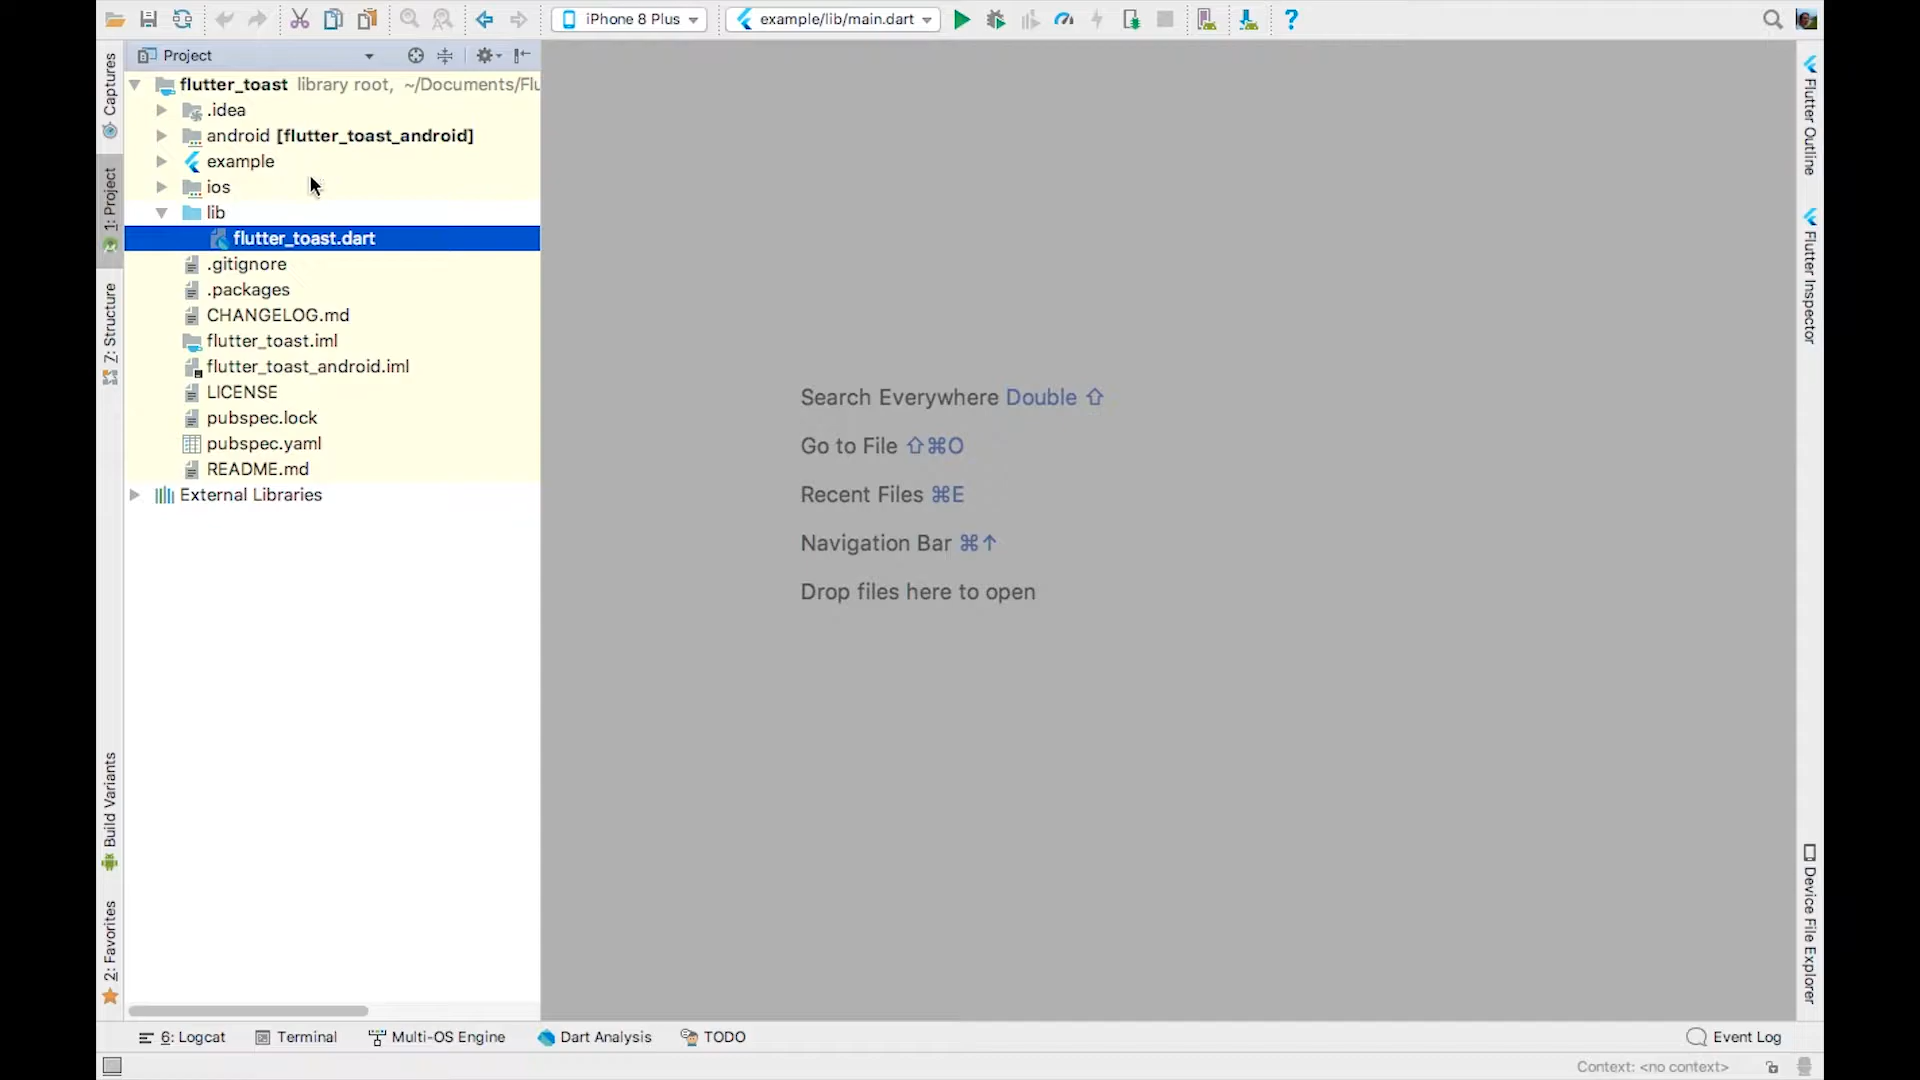 iPhone 8 Plus
example/lib/main.dart
Project
flutter_toast library root, ~/Documents/Flu
.idea
android [flutter_toast_android]
example
ios
lib
flutter_toast.dart
.gitignore
.packages
CHANGELOG.md
flutter_toast.iml
flutter_toast_android.iml
LICENSE
pubspec.lock
pubspec.yaml
README.md
External Libraries
Captures
1: Project
7: Structure
Build Variants
2: Favorites
Search Everywhere Double ⇧
Go to File ⇧⌘O
Recent Files ⌘E
Navigation Bar ⌘↑
Drop files here to open
Flutter Outline
Flutter Inspector
Device File Explorer
6: Logcat
Terminal
Multi-OS Engine
Dart Analysis
TODO
Event Log
Context: <no context>